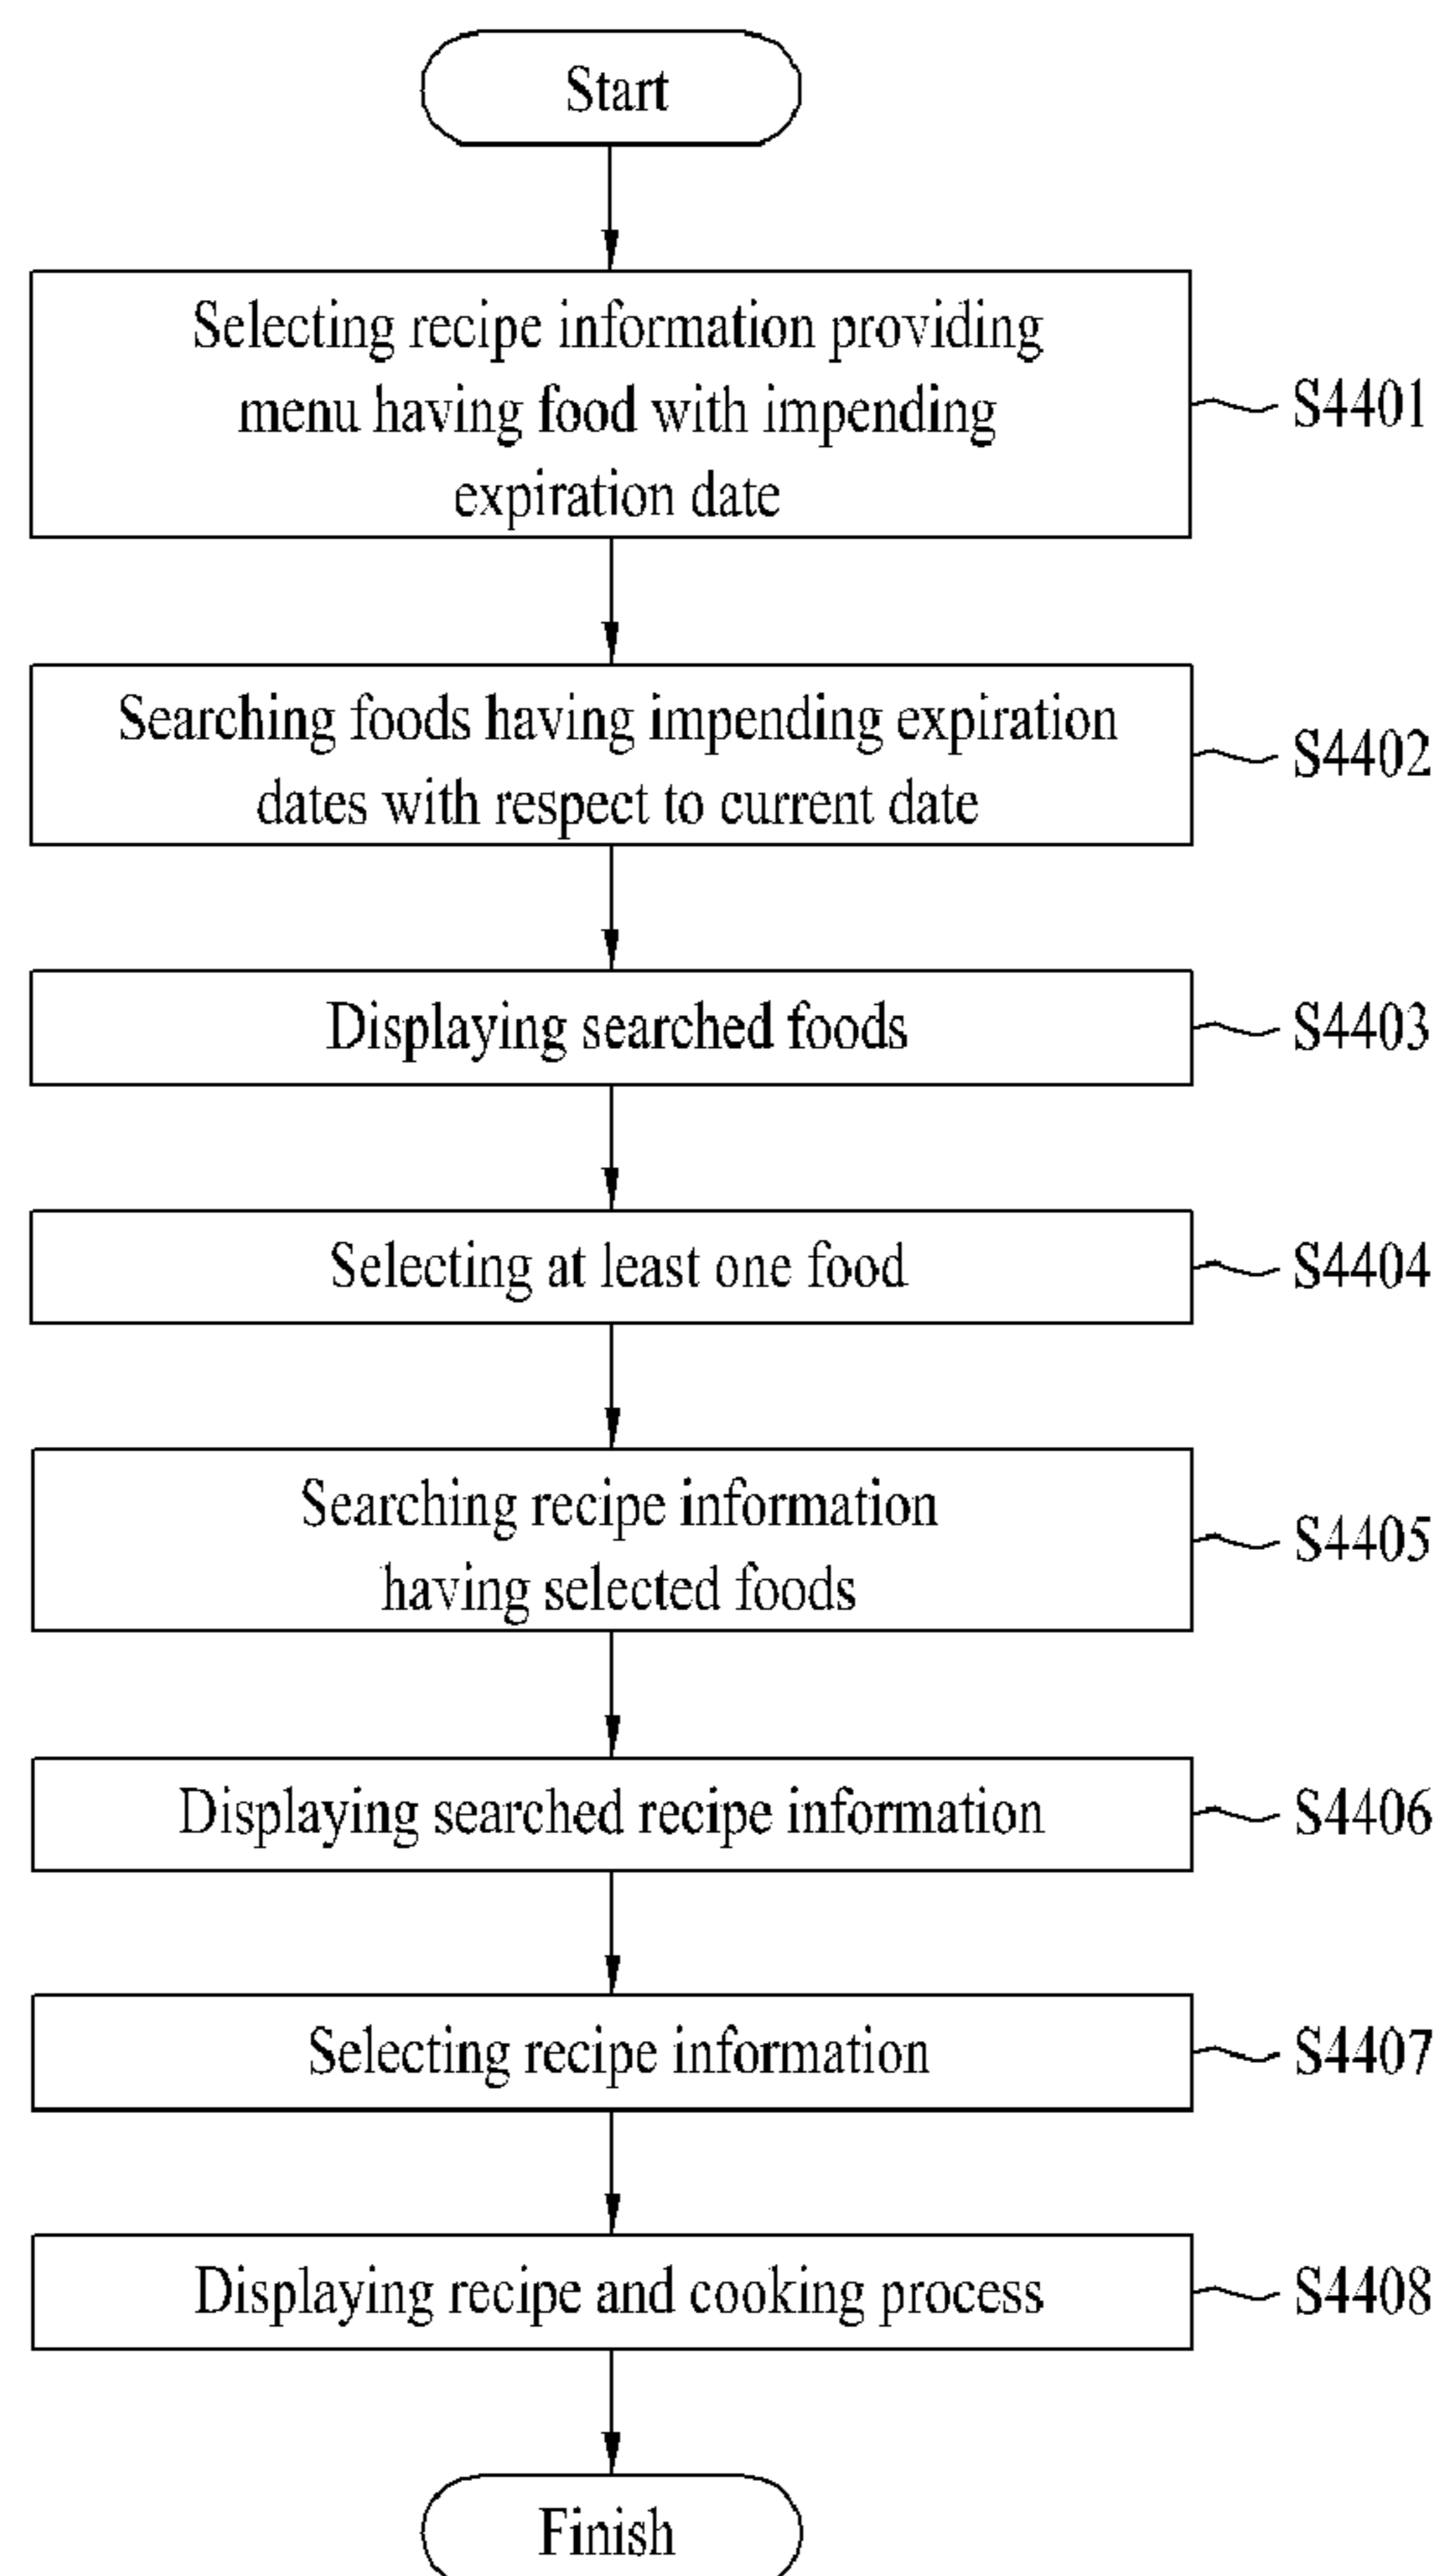 Start
Selecting recipe information providing
menu having food with impending
expiration date
S4401
Searching foods having impending expiration
dates with respect to current date
S4402
Displaying searched foods
S4403
Selecting at least one food
S4404
Searching recipe information
having selected foods
S4405
Displaying searched recipe information
S4406
Selecting recipe information
S4407
Displaying recipe and cooking process
S4408
Finish